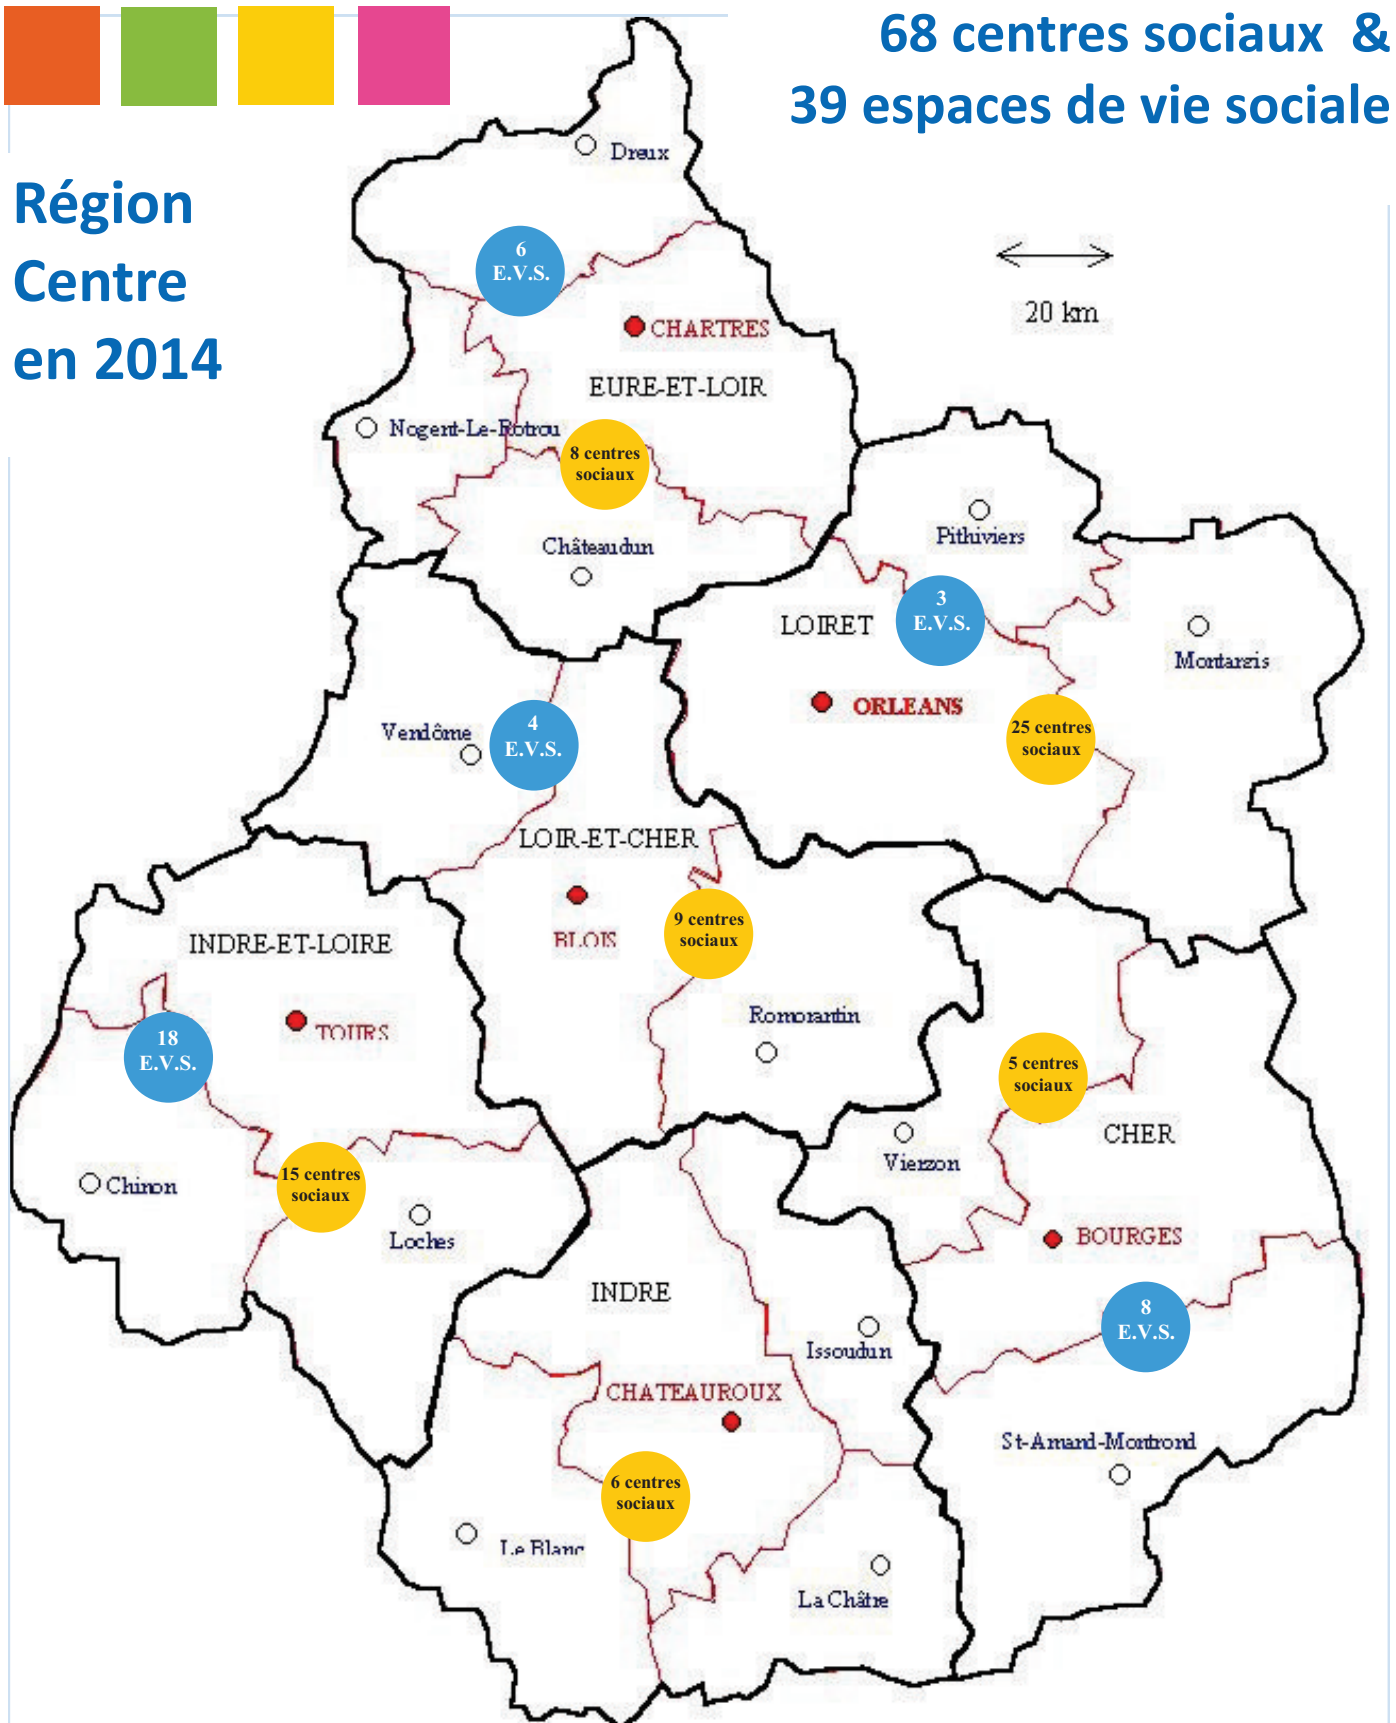 68 centres sociaux &
39 espaces de vie sociale
Région
Centre
en 2014
Dreux
6
E.V.S.
20 km
CHARTRES
EURE-ET-LOIR
Nogent-Le-Rotrou
8 centres
sociaux
Châteaudun
Pithiviers
3
E.V.S.
LOIRET
Montargis
ORLEANS
25 centres
sociaux
Vendôme
4
E.V.S.
LOIR-ET-CHER
BLOIS
9 centres
sociaux
INDRE-ET-LOIRE
TOURS
18
E.V.S.
Romorantin
5 centres
sociaux
CHER
Vierzon
Chinon
15 centres
sociaux
Loches
BOURGES
INDRE
8
E.V.S.
Issoudun
CHATEAUROUX
St-Amand-Montrond
6 centres
sociaux
Le Blanc
La Châtre